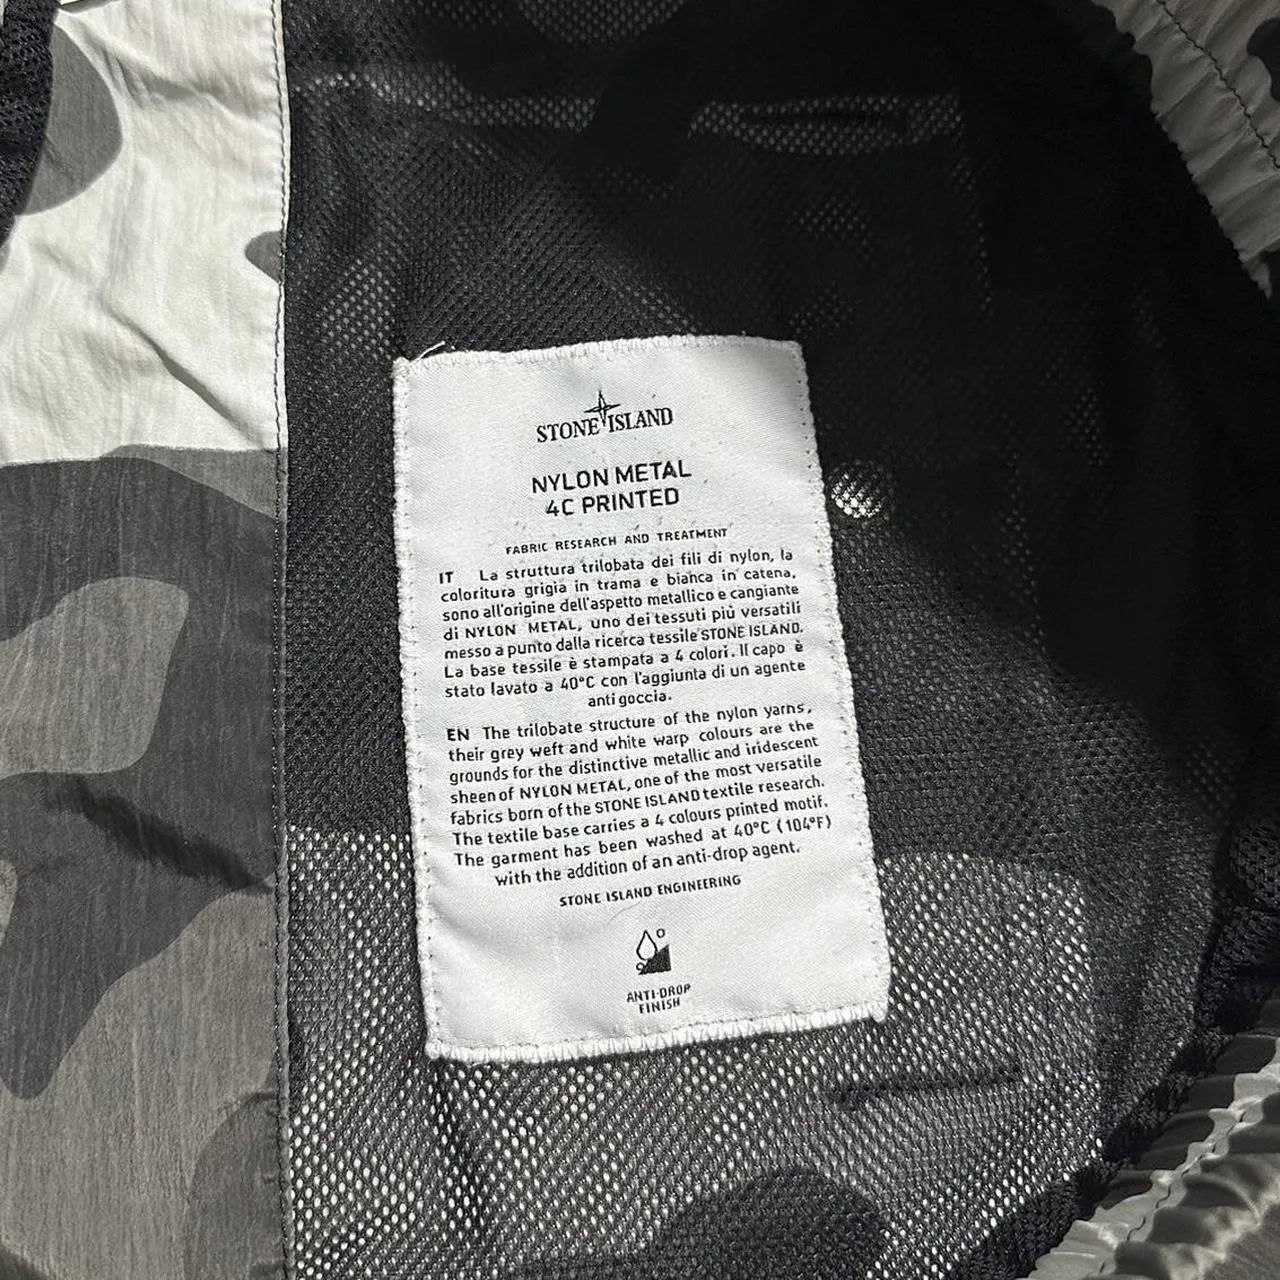 STONE ISLAND
NYLON METAL
4C PRINTED
FABRIC RESEARCH AND TREATMENT
IT La struttura trilobata dei fili di nylon, la
coloritura grigia in trama e bianca in catena,
sono all'origine dell'aspetto metallico e cangiante
di NYLON METAL, uno dei tessuti più versatili
messo a punto dalla ricerca tessile STONE ISLAND.
La base tessile è stampata a 4 colori. Il capo è
stato lavato a 40°C con l'aggiunta di un agente
anti goccia.
EN The trilobate structure of the nylon yarns,
their grey weft and white warp colours are the
grounds for the distinctive metallic and iridescent
sheen of NYLON METAL, one of the most versatile
fabrics born of the STONE ISLAND textile research.
The textile base carries a 4 colours printed motif.
The garment has been washed at 40°C (104°F)
with the addition of an anti-drop agent.
STONE ISLAND ENGINEERING
ANTI-DROP
FINISH